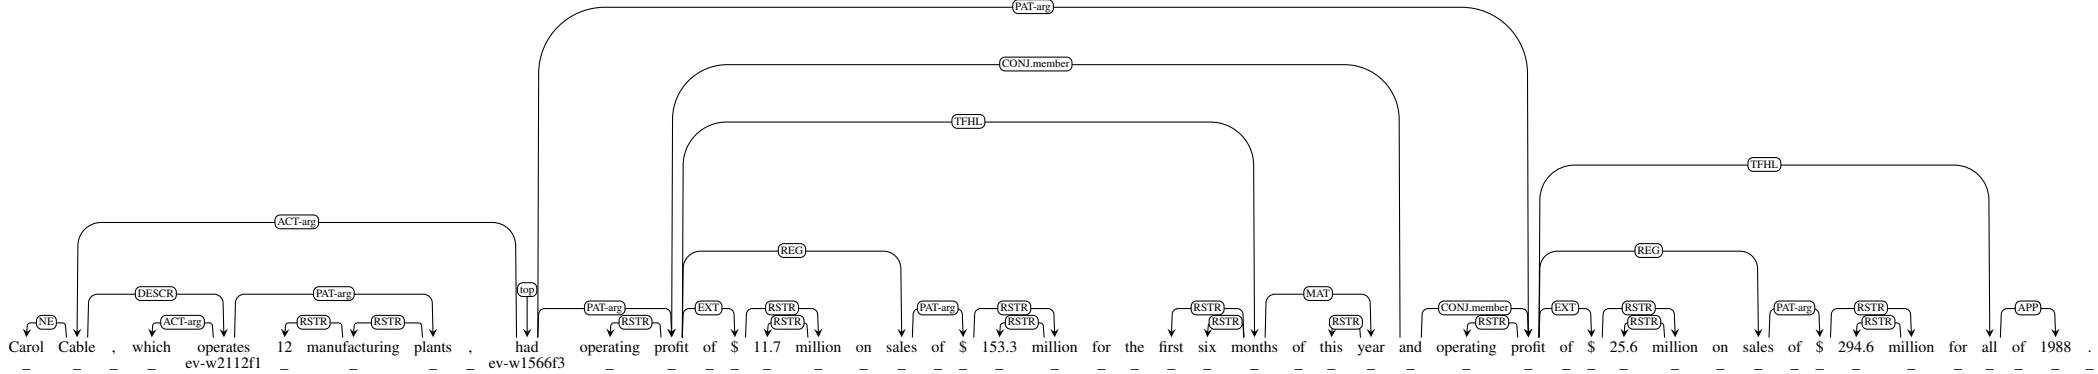 PAT-arg
CONJ.member
TFHL
TFHL
ACT-arg
REG REG
top
DESCR PAT-arg MAT
PAT-arg EXT RSTR PAT-arg RSTR RSTR CONJ.member EXT RSTR PAT-arg RSTR APP
NE ACT-arg RSTR RSTR RSTR RSTR RSTR RSTR RSTR RSTR RSTR RSTR
Carol Cable , which operates 12 manufacturing plants , had operating profit of $ 11.7 million on sales of $ 153.3 million for the first six months of this year and operating profit of $ 25.6 million on sales of $ 294.6 million for all of 1988 .
_ _ _ _ ev-w2112f1 _ _ _ _ ev-w1566f3 _ _ _ _ _ _ _ _ _ _ _ _ _ _ _ _ _ _ _ _ _ _ _ _ _ _ _ _ _ _ _ _ _ _ _ _ _ _ _